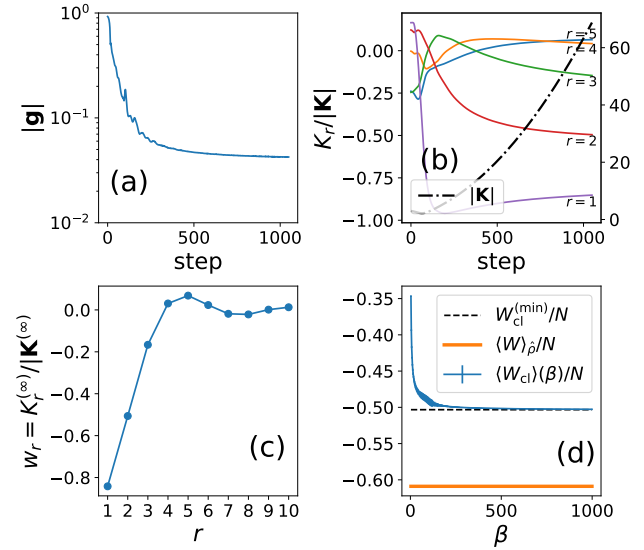 10⁰
10⁻¹
10⁻²
|g|
(a)
0
500
1000
step
0.00
−0.25
−0.50
−0.75
−1.00
K_r/|K|
r = 5
r = 4
r = 3
r = 2
r = 1
(b)
|K|
60
50
40
30
20
10
0
0
500
1000
step
0.0
−0.2
−0.4
−0.6
−0.8
w_r = K_r^(∞)/|K^(∞)|
(c)
1 2 3 4 5 6 7 8 9 10
r
−0.35
−0.40
−0.45
−0.50
−0.55
−0.60
W_cl^(min)/N
⟨W⟩_ρ̂/N
⟨W_cl⟩(β)/N
(d)
0
500
1000
β